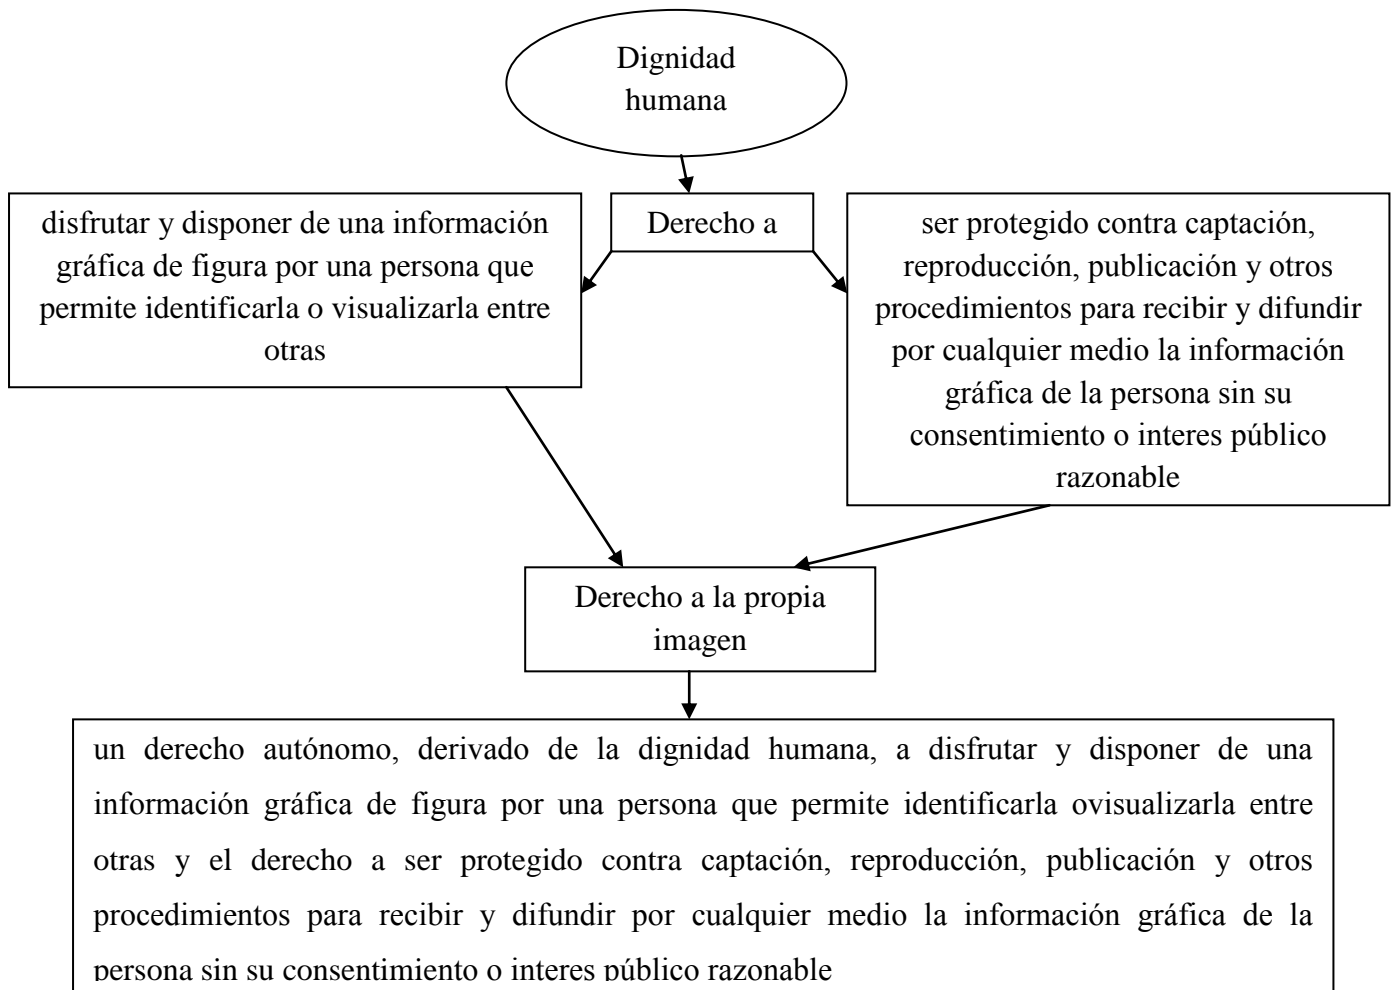 Dignidad
humana
disfrutar y disponer de una información
gráfica de figura por una persona que
permite identificarla o visualizarla entre
otras
Derecho a
ser protegido contra captación,
reproducción, publicación y otros
procedimientos para recibir y difundir
por cualquier medio la información
gráfica de la persona sin su
consentimiento o interes público
razonable
Derecho a la propia
imagen
un derecho autónomo, derivado de la dignidad humana, a disfrutar y disponer de una
información gráfica de figura por una persona que permite identificarla ovisualizarla entre
otras y el derecho a ser protegido contra captación, reproducción, publicación y otros
procedimientos para recibir y difundir por cualquier medio la información gráfica de la
persona sin su consentimiento o interes público razonable